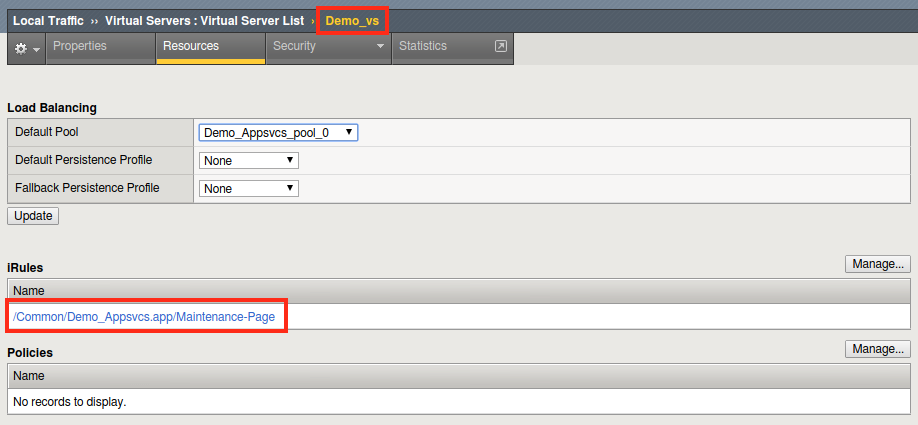 Local Traffic ›› Virtual Servers : Virtual Server List › Demo_vs
Properties Resources Security Statistics
Load Balancing
Default Pool Demo_Appsvcs_pool_0
Default Persistence Profile None
Fallback Persistence Profile None
Update
iRules Manage...
Name
/Common/Demo_Appsvcs.app/Maintenance-Page
Policies Manage...
Name
No records to display.